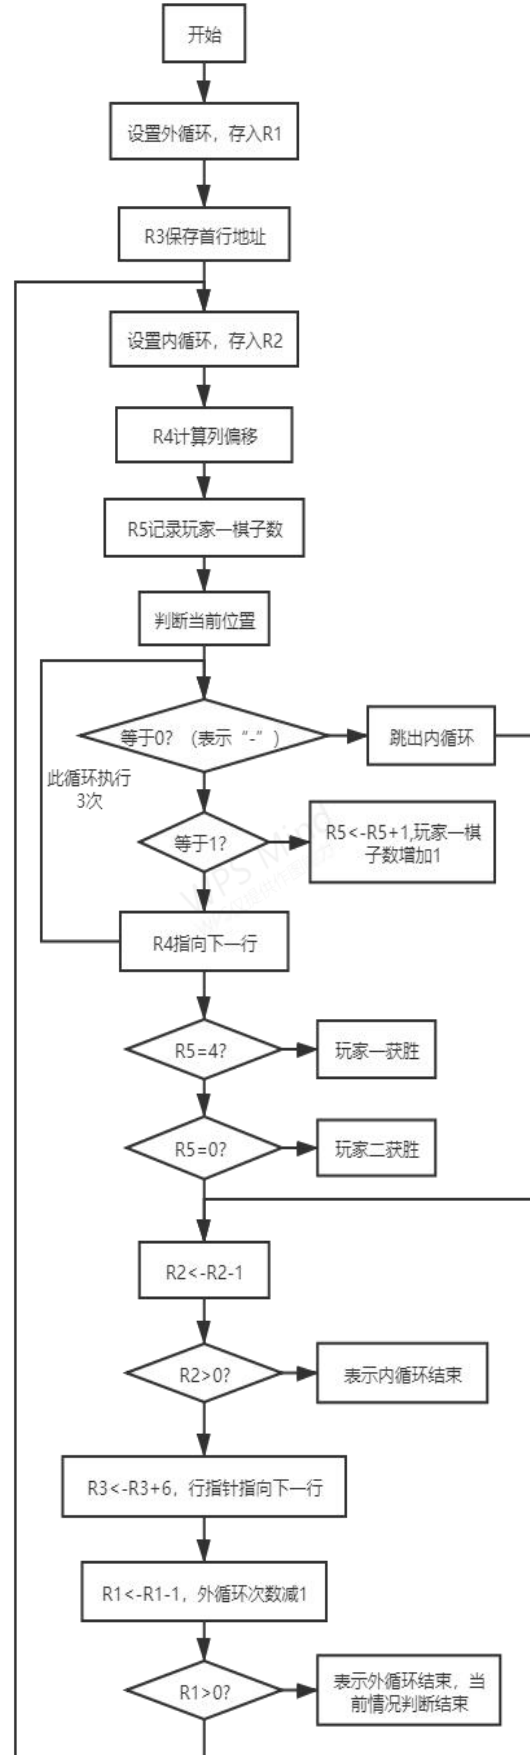 开始
设置外循环，存入R1
R3保存首行地址
设置内循环，存入R2
R4计算列偏移
R5记录玩家一棋子数
判断当前位置
等于0? （表示“-”）
跳出内循环
此循环执行
3次
等于1?
R5<-R5+1,玩家一棋
子数增加1
WPS Mind
R4指向下一行
R5=4?
玩家一获胜
R5=0?
玩家二获胜
R2<-R2-1
R2>0?
表示内循环结束
R3<-R3+6，行指针指向下一行
R1<-R1-1，外循环次数减1
R1>0?
表示外循环结束，当
前情况判断结束